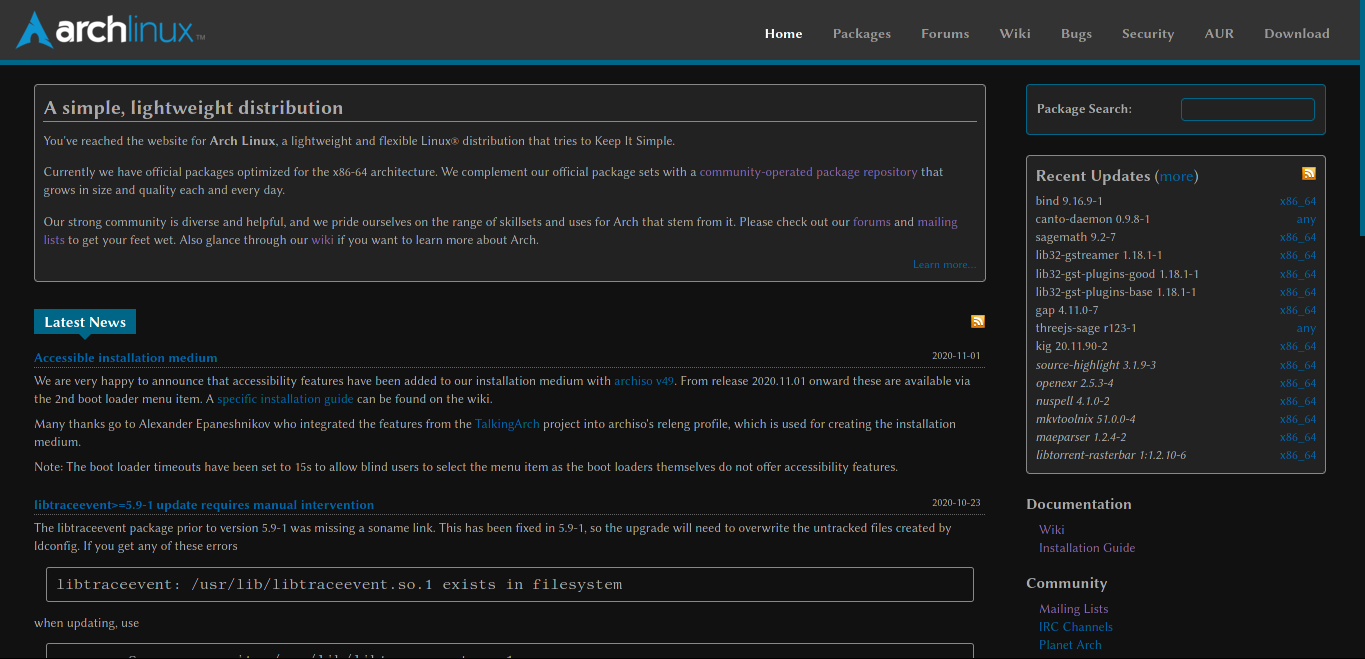 archlinux™
Home Packages Forums Wiki Bugs Security AUR Download
A simple, lightweight distribution
You've reached the website for Arch Linux, a lightweight and flexible Linux® distribution that tries to Keep It Simple.
Currently we have official packages optimized for the x86-64 architecture. We complement our official package sets with a community-operated package repository that
grows in size and quality each and every day.
Our strong community is diverse and helpful, and we pride ourselves on the range of skillsets and uses for Arch that stem from it. Please check out our forums and mailing
lists to get your feet wet. Also glance through our wiki if you want to learn more about Arch.
Learn more...
Latest News
Accessible installation medium 2020-11-01
We are very happy to announce that accessibility features have been added to our installation medium with archiso v49. From release 2020.11.01 onward these are available via
the 2nd boot loader menu item. A specific installation guide can be found on the wiki.
Many thanks go to Alexander Epaneshnikov who integrated the features from the TalkingArch project into archiso's releng profile, which is used for creating the installation
medium.
Note: The boot loader timeouts have been set to 15s to allow blind users to select the menu item as the boot loaders themselves do not offer accessibility features.
libtraceevent>=5.9-1 update requires manual intervention 2020-10-23
The libtraceevent package prior to version 5.9-1 was missing a soname link. This has been fixed in 5.9-1, so the upgrade will need to overwrite the untracked files created by
ldconfig. If you get any of these errors
libtraceevent: /usr/lib/libtraceevent.so.1 exists in filesystem
when updating, use
Package Search:
Recent Updates (more)
bind 9.16.9-1 x86_64
canto-daemon 0.9.8-1 any
sagemath 9.2-7 x86_64
lib32-gstreamer 1.18.1-1 x86_64
lib32-gst-plugins-good 1.18.1-1 x86_64
lib32-gst-plugins-base 1.18.1-1 x86_64
gap 4.11.0-7 x86_64
threejs-sage r123-1 any
kig 20.11.90-2 x86_64
source-highlight 3.1.9-3 x86_64
openexr 2.5.3-4 x86_64
nuspell 4.1.0-2 x86_64
mkvtoolnix 51.0.0-4 x86_64
maeparser 1.2.4-2 x86_64
libtorrent-rasterbar 1:1.2.10-6 x86_64
Documentation
Wiki
Installation Guide
Community
Mailing Lists
IRC Channels
Planet Arch